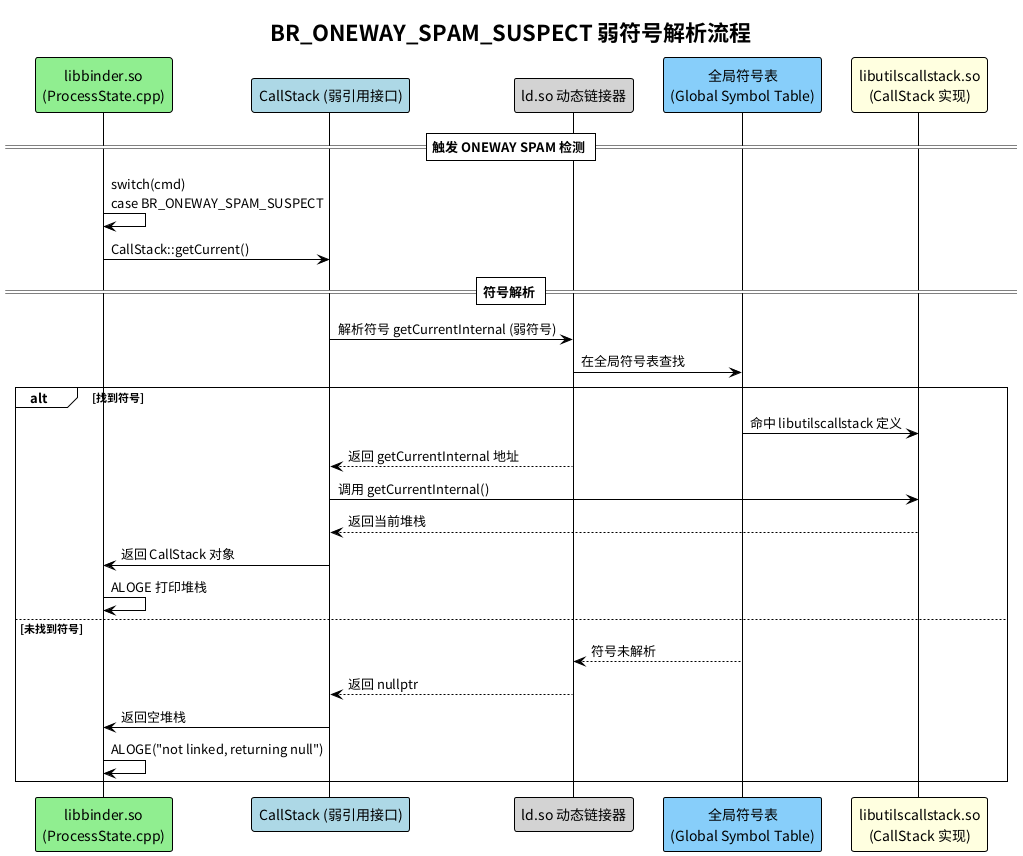 BR_ONEWAY_SPAM_SUSPECT 弱符号解析流程
libbinder.so
(ProcessState.cpp)
CallStack (弱引用接口)
ld.so 动态链接器
全局符号表
(Global Symbol Table)
libutilscallstack.so
(CallStack 实现)
触发 ONEWAY SPAM 检测
switch(cmd)
case BR_ONEWAY_SPAM_SUSPECT
CallStack::getCurrent()
符号解析
解析符号 getCurrentInternal (弱符号)
在全局符号表查找
alt [找到符号]
命中 libutilscallstack 定义
返回 getCurrentInternal 地址
调用 getCurrentInternal()
返回当前堆栈
返回 CallStack 对象
ALOGE 打印堆栈
[未找到符号]
符号未解析
返回 nullptr
返回空堆栈
ALOGE("not linked, returning null")
libbinder.so
(ProcessState.cpp)
CallStack (弱引用接口)
ld.so 动态链接器
全局符号表
(Global Symbol Table)
libutilscallstack.so
(CallStack 实现)